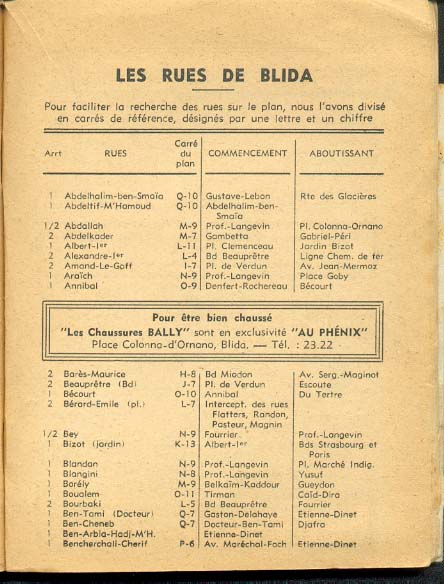 LES RUES DE BLIDA
Pour faciliter la recherche des rues sur le plan, nous l'avons divisé
en carrés de référence, désignés par une lettre et un chiffre
Arrt RUES Carré du plan COMMENCEMENT ABOUTISSANT
1 Abdelhalim-ben-Smaïa Q-10 Gustave-Lebon Rte des Glacières
1 Abdeltif-M'Hamoud Q-10 Abdelhalim-ben-
Smaïa
1/2 Abdallah M-9 Prof.-Langevin Pl. Colonna-Ornano
2 Abdelkader M-7 Gambetta Gabriel-Péri
1 Albert-Ier L-11 Pl. Clemenceau Jardin Bizot
2 Alexandre-Ier L-4 Bd Beauprêtre Ligne Chem. de fer
2 Amand-Le-Goff I-7 Pl. de Verdun Av. Jean-Mermoz
1 Araïch N-9 Prof.-Langevin Place Goby
1 Annibal O-9 Denfert-Rochereau Bécourt
Pour être bien chaussé
"Les Chaussures BALLY" sont en exclusivité "AU PHÉNIX"
Place Colonna-d'Ornano, Blida. — Tél. : 23.22
2 Barès-Maurice H-8 Bd Miodon Av. Serg.-Maginot
2 Beauprêtre (Bd) J-7 Pl. de Verdun Escoute
1 Bécourt O-10 Annibal Du Tertre
2 Bérard-Emile (pl.) L-7 Intercept. des rues
Flatters, Randon,
Pasteur, Magnin
1/2 Bey N-9 Fourrier. Prof.-Langevin
1 Bizot (jardin) K-13 Albert-Ier Bds Strasbourg et
Paris
1 Blandan N-9 Prof.-Langevin Pl. Marché Indig.
1 Blangini N-8 Prof.-Langevin Yusuf
1 Boréïy M-9 Belkaïm-Kaddour Gueydon
1 Boualem O-11 Tirman Caïd-Dira
2 Bourbaki L-5 Bd Beauprêtre Fourrier
1 Ben-Tami (Docteur) Q-7 Gaston-Delahaye Etienne-Dinet
1 Ben-Cheneb Q-7 Docteur-Ben-Tami Djafra
1 Ben-Arbia-Hadj-M'H. Etienne-Dinet
1 Bencherchali-Cherif P-6 Av. Maréchal-Foch Etienne-Dinet